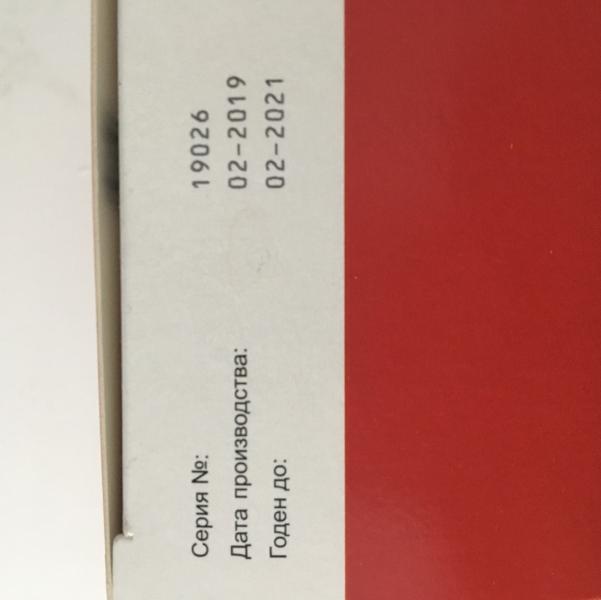 Серия №: 19026
Дата производства: 02-2019
Годен до: 02-2021